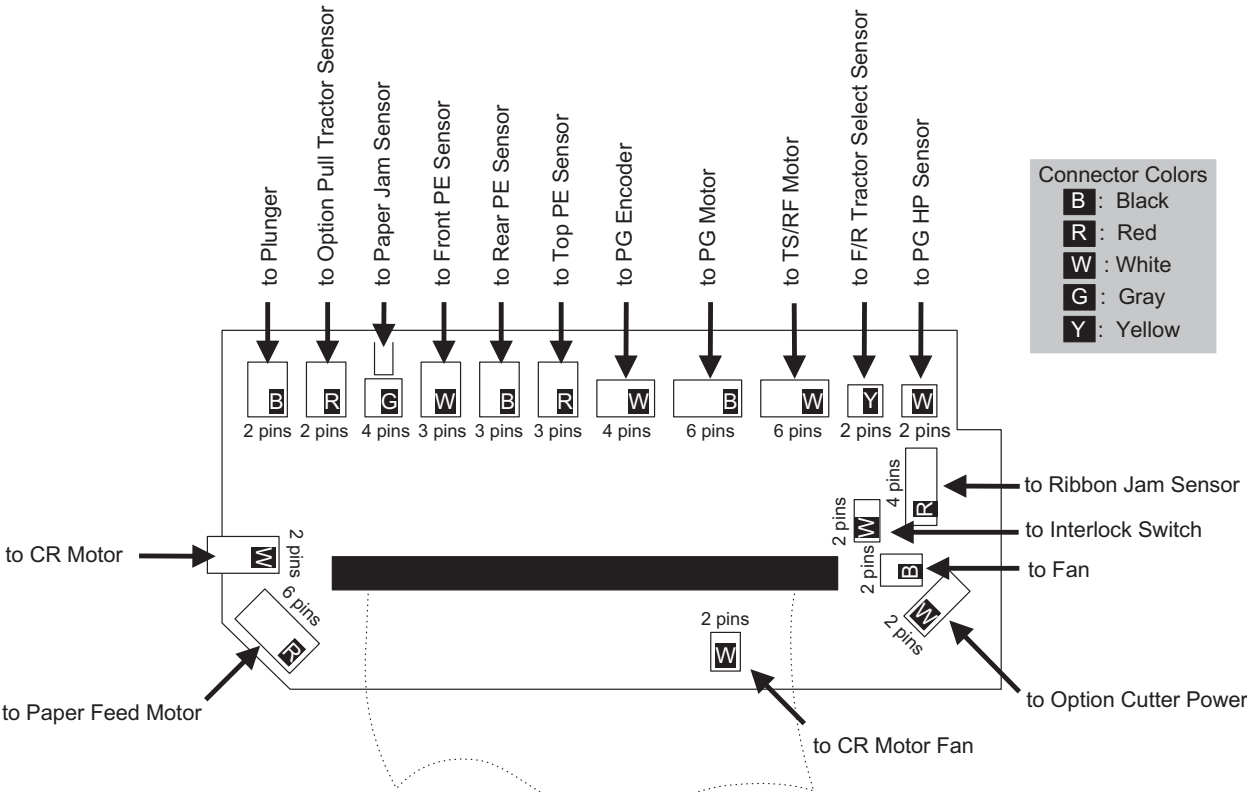 to Plunger
to Option Pull Tractor Sensor
to Paper Jam Sensor
to Front PE Sensor
to Rear PE Sensor
to Top PE Sensor
to PG Encoder
to PG Motor
to TS/RF Motor
to F/R Tractor Select Sensor
to PG HP Sensor
Connector Colors
B : Black
R : Red
W : White
G : Gray
Y : Yellow
B R G W B R W B W Y W
2 pins 2 pins 4 pins 3 pins 3 pins 3 pins 4 pins 6 pins 6 pins 2 pins 2 pins
4 pins
R
to Ribbon Jam Sensor
2 pins
W
to Interlock Switch
to CR Motor
W
2 pins
2 pins
B
to Fan
6 pins
R
to Paper Feed Motor
2 pins
W
to CR Motor Fan
W
2 pins
to Option Cutter Power